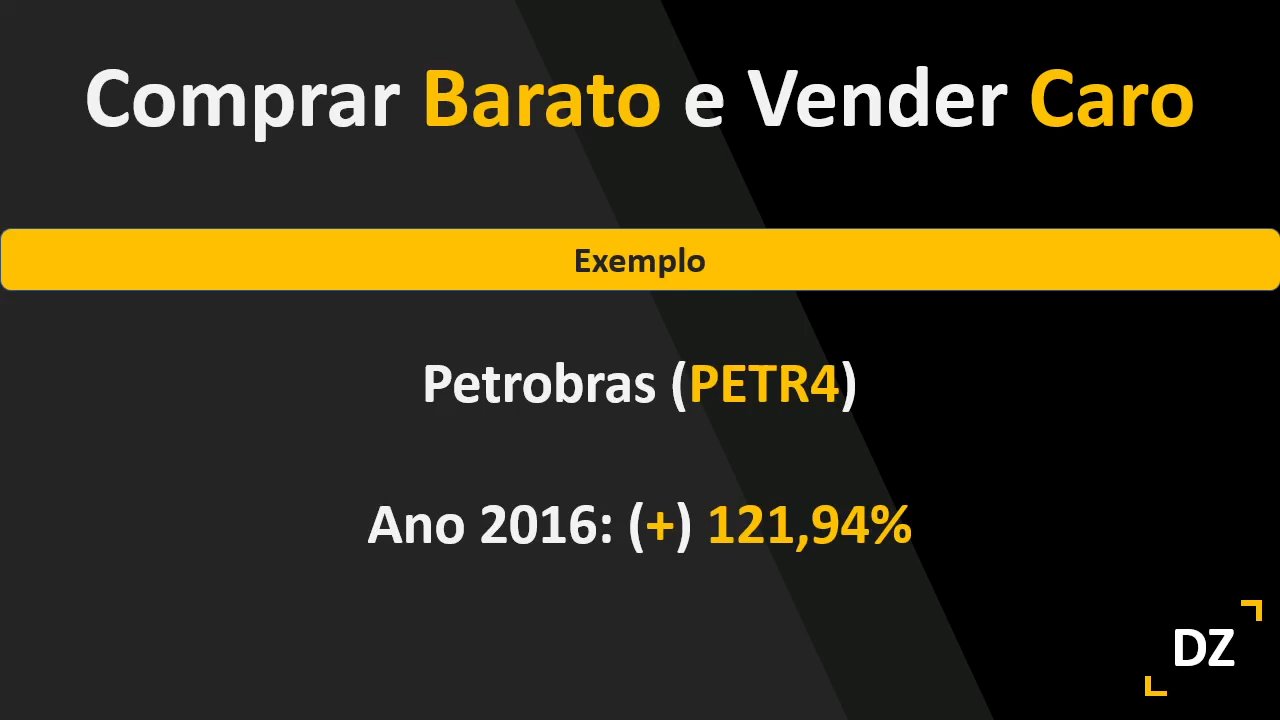 Comprar Barato e Vender Caro
Exemplo
Petrobras (PETR4)
Ano 2016: (+) 121,94%
DZ